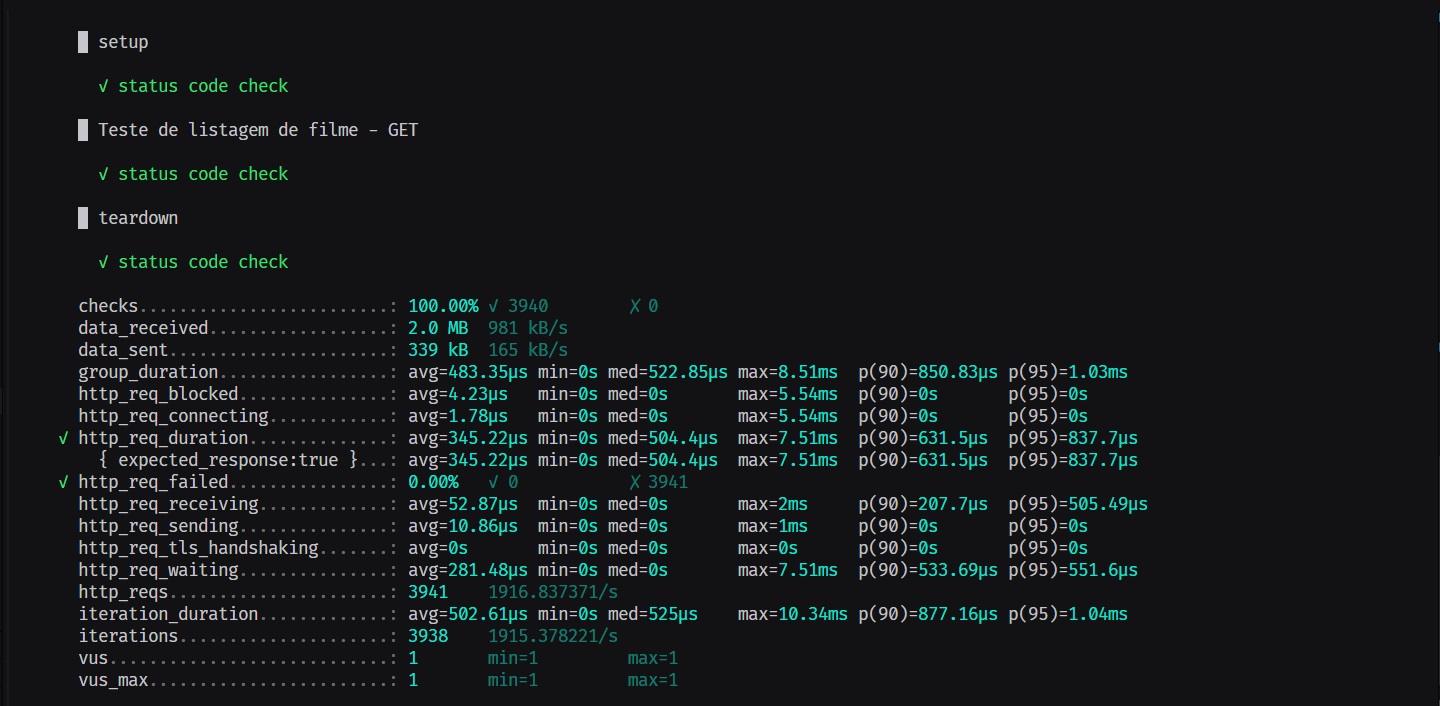 █ setup
√ status code check
█ Teste de listagem de filme - GET
√ status code check
█ teardown
√ status code check
checks.........................: 100.00% √ 3940        ✗ 0
data_received..................: 2.0 MB  981 kB/s
data_sent......................: 339 kB  165 kB/s
group_duration.................: avg=483.35µs min=0s med=522.85µs max=8.51ms  p(90)=850.83µs p(95)=1.03ms
http_req_blocked...............: avg=4.23µs   min=0s med=0s       max=5.54ms  p(90)=0s       p(95)=0s
http_req_connecting............: avg=1.78µs   min=0s med=0s       max=5.54ms  p(90)=0s       p(95)=0s
√ http_req_duration..............: avg=345.22µs min=0s med=504.4µs  max=7.51ms  p(90)=631.5µs  p(95)=837.7µs
{ expected_response:true }...: avg=345.22µs min=0s med=504.4µs  max=7.51ms  p(90)=631.5µs  p(95)=837.7µs
√ http_req_failed................: 0.00%   √ 0           ✗ 3941
http_req_receiving.............: avg=52.87µs  min=0s med=0s       max=2ms     p(90)=207.7µs  p(95)=505.49µs
http_req_sending...............: avg=10.86µs  min=0s med=0s       max=1ms     p(90)=0s       p(95)=0s
http_req_tls_handshaking.......: avg=0s       min=0s med=0s       max=0s      p(90)=0s       p(95)=0s
http_req_waiting...............: avg=281.48µs min=0s med=0s       max=7.51ms  p(90)=533.69µs p(95)=551.6µs
http_reqs......................: 3941    1916.837371/s
iteration_duration.............: avg=502.61µs min=0s med=525µs    max=10.34ms p(90)=877.16µs p(95)=1.04ms
iterations.....................: 3938    1915.378221/s
vus............................: 1       min=1         max=1
vus_max........................: 1       min=1         max=1